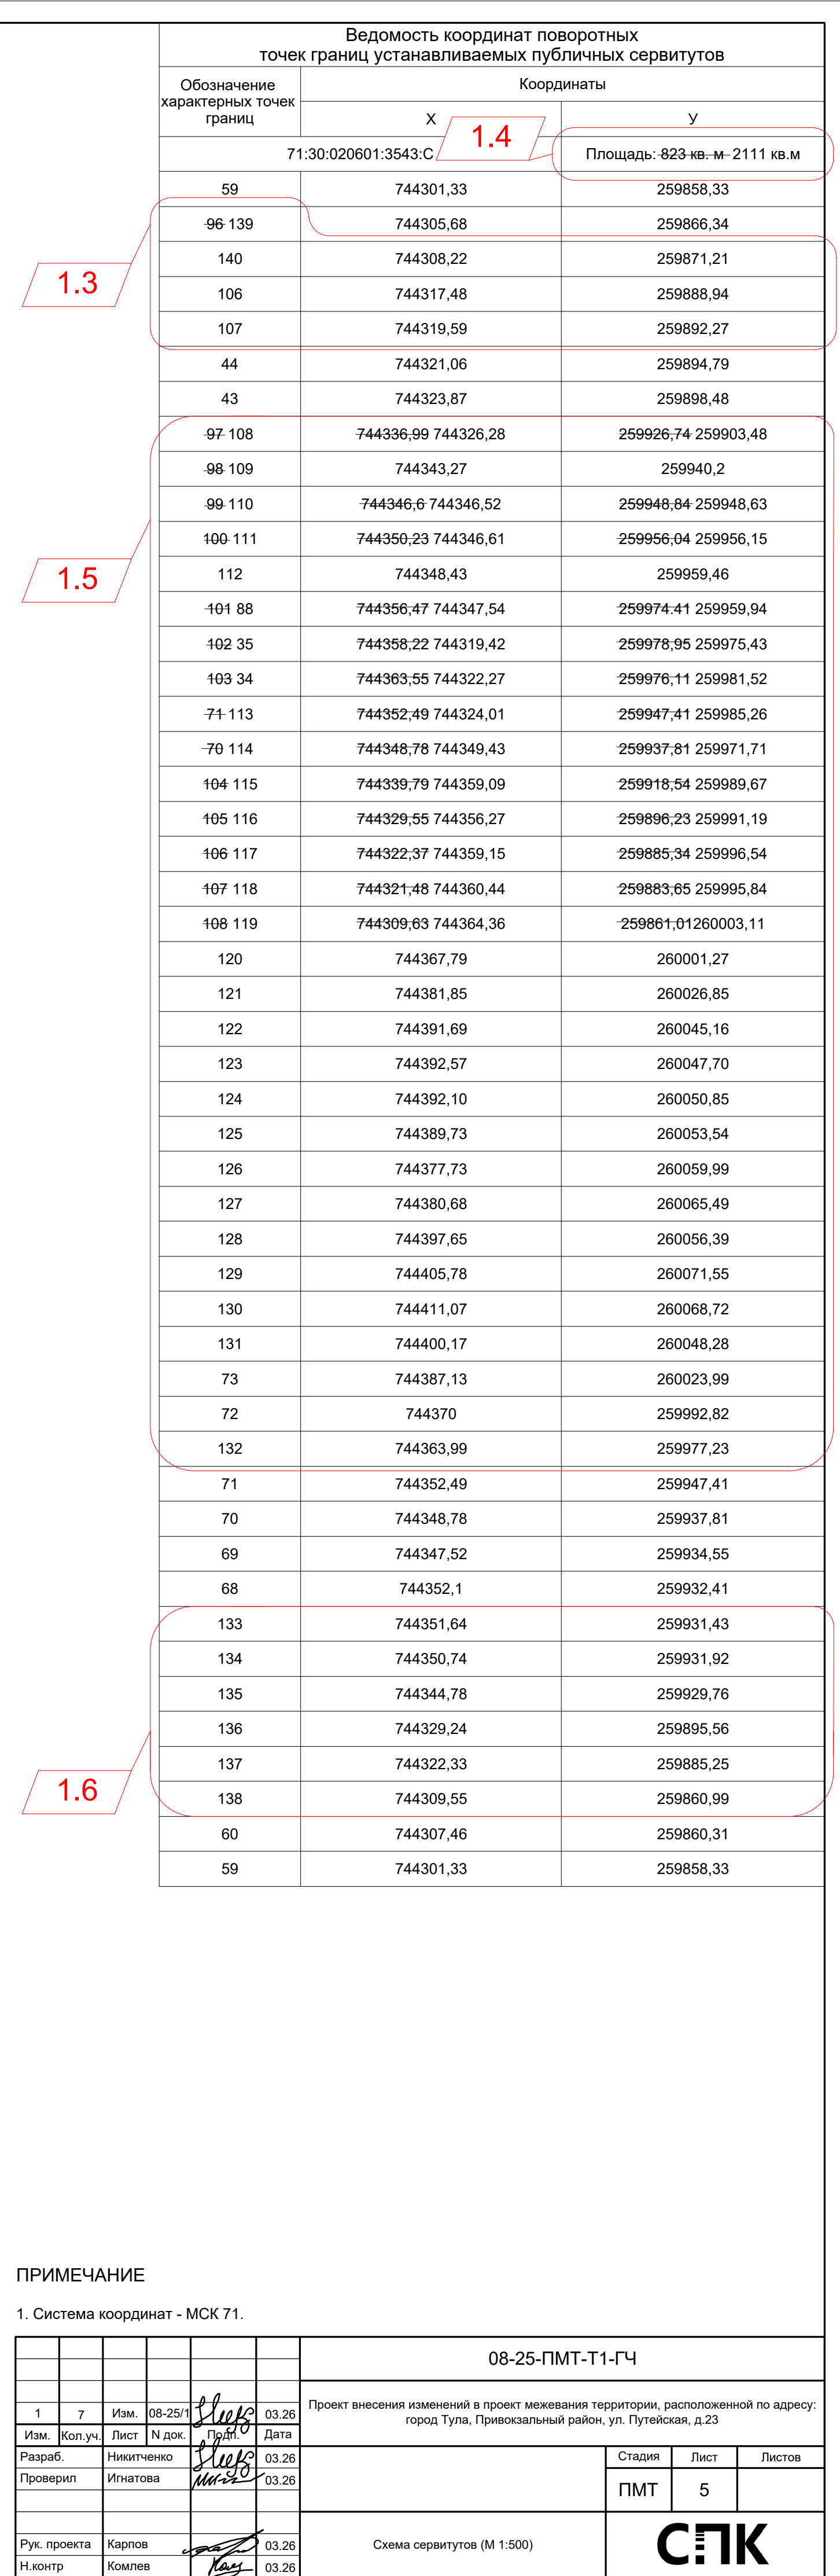 Ведомость координат поворотных
точек границ устанавливаемых публичных сервитутов
Обозначение
характерных точек
границ
Координаты
X
У
1.4
71:30:020601:3543:С
Площадь: 823 кв. м 2111 кв.м
59 744301,33 259858,33
96 139 744305,68 259866,34
1.3
140 744308,22 259871,21
106 744317,48 259888,94
107 744319,59 259892,27
44 744321,06 259894,79
43 744323,87 259898,48
97 108 744336,99 744326,28 259926,74 259903,48
98 109 744343,27 259940,2
99 110 744346,6 744346,52 259948,84 259948,63
100 111 744350,23 744346,61 259956,04 259956,15
1.5
112 744348,43 259959,46
101 88 744356,47 744347,54 259974.41 259959,94
102 35 744358,22 744319,42 259978,95 259975,43
103 34 744363,55 744322,27 259976,11 259981,52
71 113 744352,49 744324,01 259947,41 259985,26
70 114 744348,78 744349,43 259937,81 259971,71
104 115 744339,79 744359,09 259918,54 259989,67
105 116 744329,55 744356,27 259896,23 259991,19
106 117 744322,37 744359,15 259885,34 259996,54
107 118 744321,48 744360,44 259883,65 259995,84
108 119 744309,63 744364,36 259861,01260003,11
120 744367,79 260001,27
121 744381,85 260026,85
122 744391,69 260045,16
123 744392,57 260047,70
124 744392,10 260050,85
125 744389,73 260053,54
126 744377,73 260059,99
127 744380,68 260065,49
128 744397,65 260056,39
129 744405,78 260071,55
130 744411,07 260068,72
131 744400,17 260048,28
73 744387,13 260023,99
72 744370 259992,82
132 744363,99 259977,23
71 744352,49 259947,41
70 744348,78 259937,81
69 744347,52 259934,55
68 744352,1 259932,41
133 744351,64 259931,43
134 744350,74 259931,92
135 744344,78 259929,76
136 744329,24 259895,56
137 744322,33 259885,25
1.6
138 744309,55 259860,99
60 744307,46 259860,31
59 744301,33 259858,33
ПРИМЕЧАНИЕ
1. Система координат - МСК 71.
08-25-ПМТ-Т1-ГЧ
1 7 Изм. 08-25/1 03.26
Изм. Кол.уч. Лист N док. Подп. Дата
Проект внесения изменений в проект межевания территории, расположенной по адресу:
город Тула, Привокзальный район, ул. Путейская, д.23
Разраб. Никитченко 03.26
Проверил Игнатова 03.26
Стадия Лист Листов
ПМТ 5
Рук. проекта Карпов 03.26
Н.контр Комлев 03.26
Схема сервитутов (М 1:500)
СПК